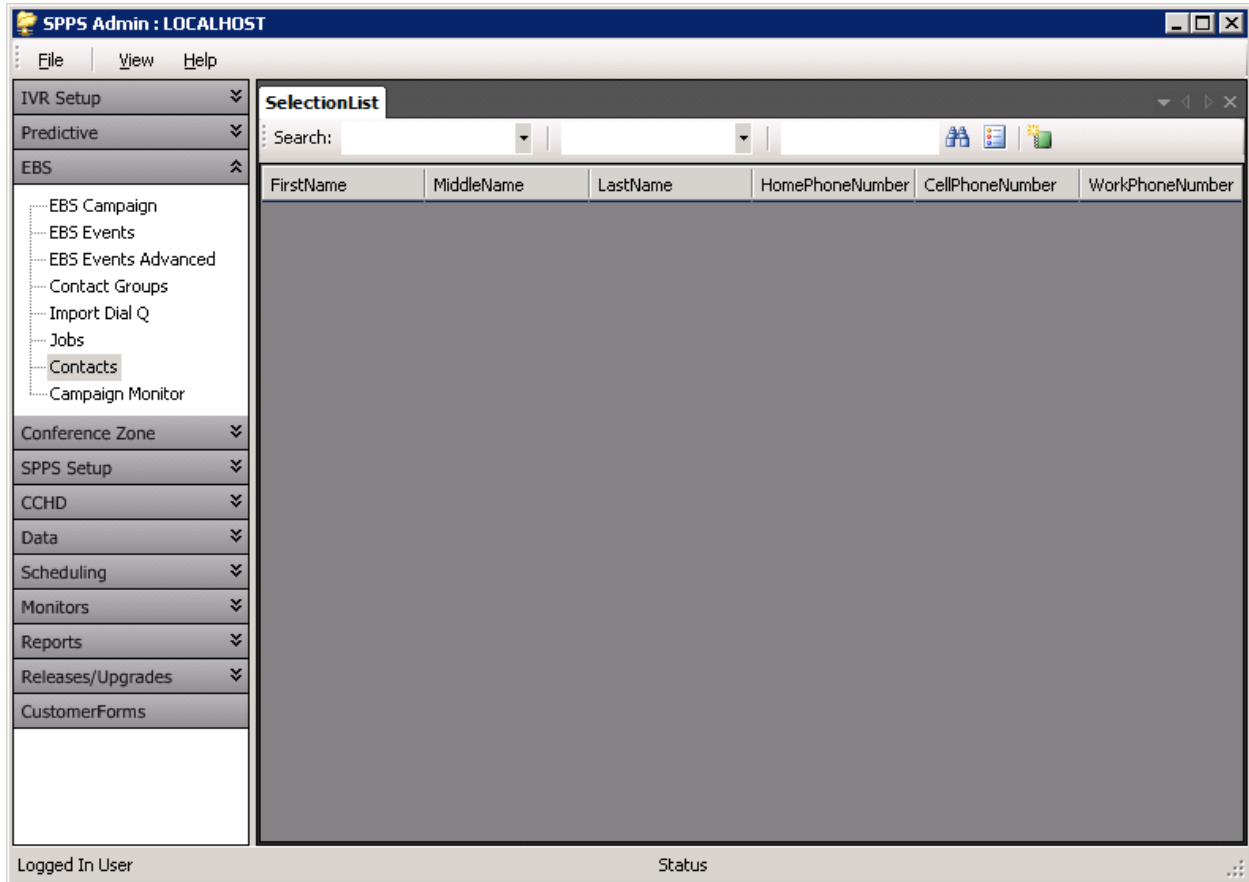 SPPS Admin : LOCALHOST
File View Help
IVR Setup
Predictive
EBS
EBS Campaign
EBS Events
EBS Events Advanced
Contact Groups
Import Dial Q
Jobs
Contacts
Campaign Monitor
Conference Zone
SPPS Setup
CCHD
Data
Scheduling
Monitors
Reports
Releases/Upgrades
CustomerForms
SelectionList
Search:
FirstName MiddleName LastName HomePhoneNumber CellPhoneNumber WorkPhoneNumber
Logged In User Status